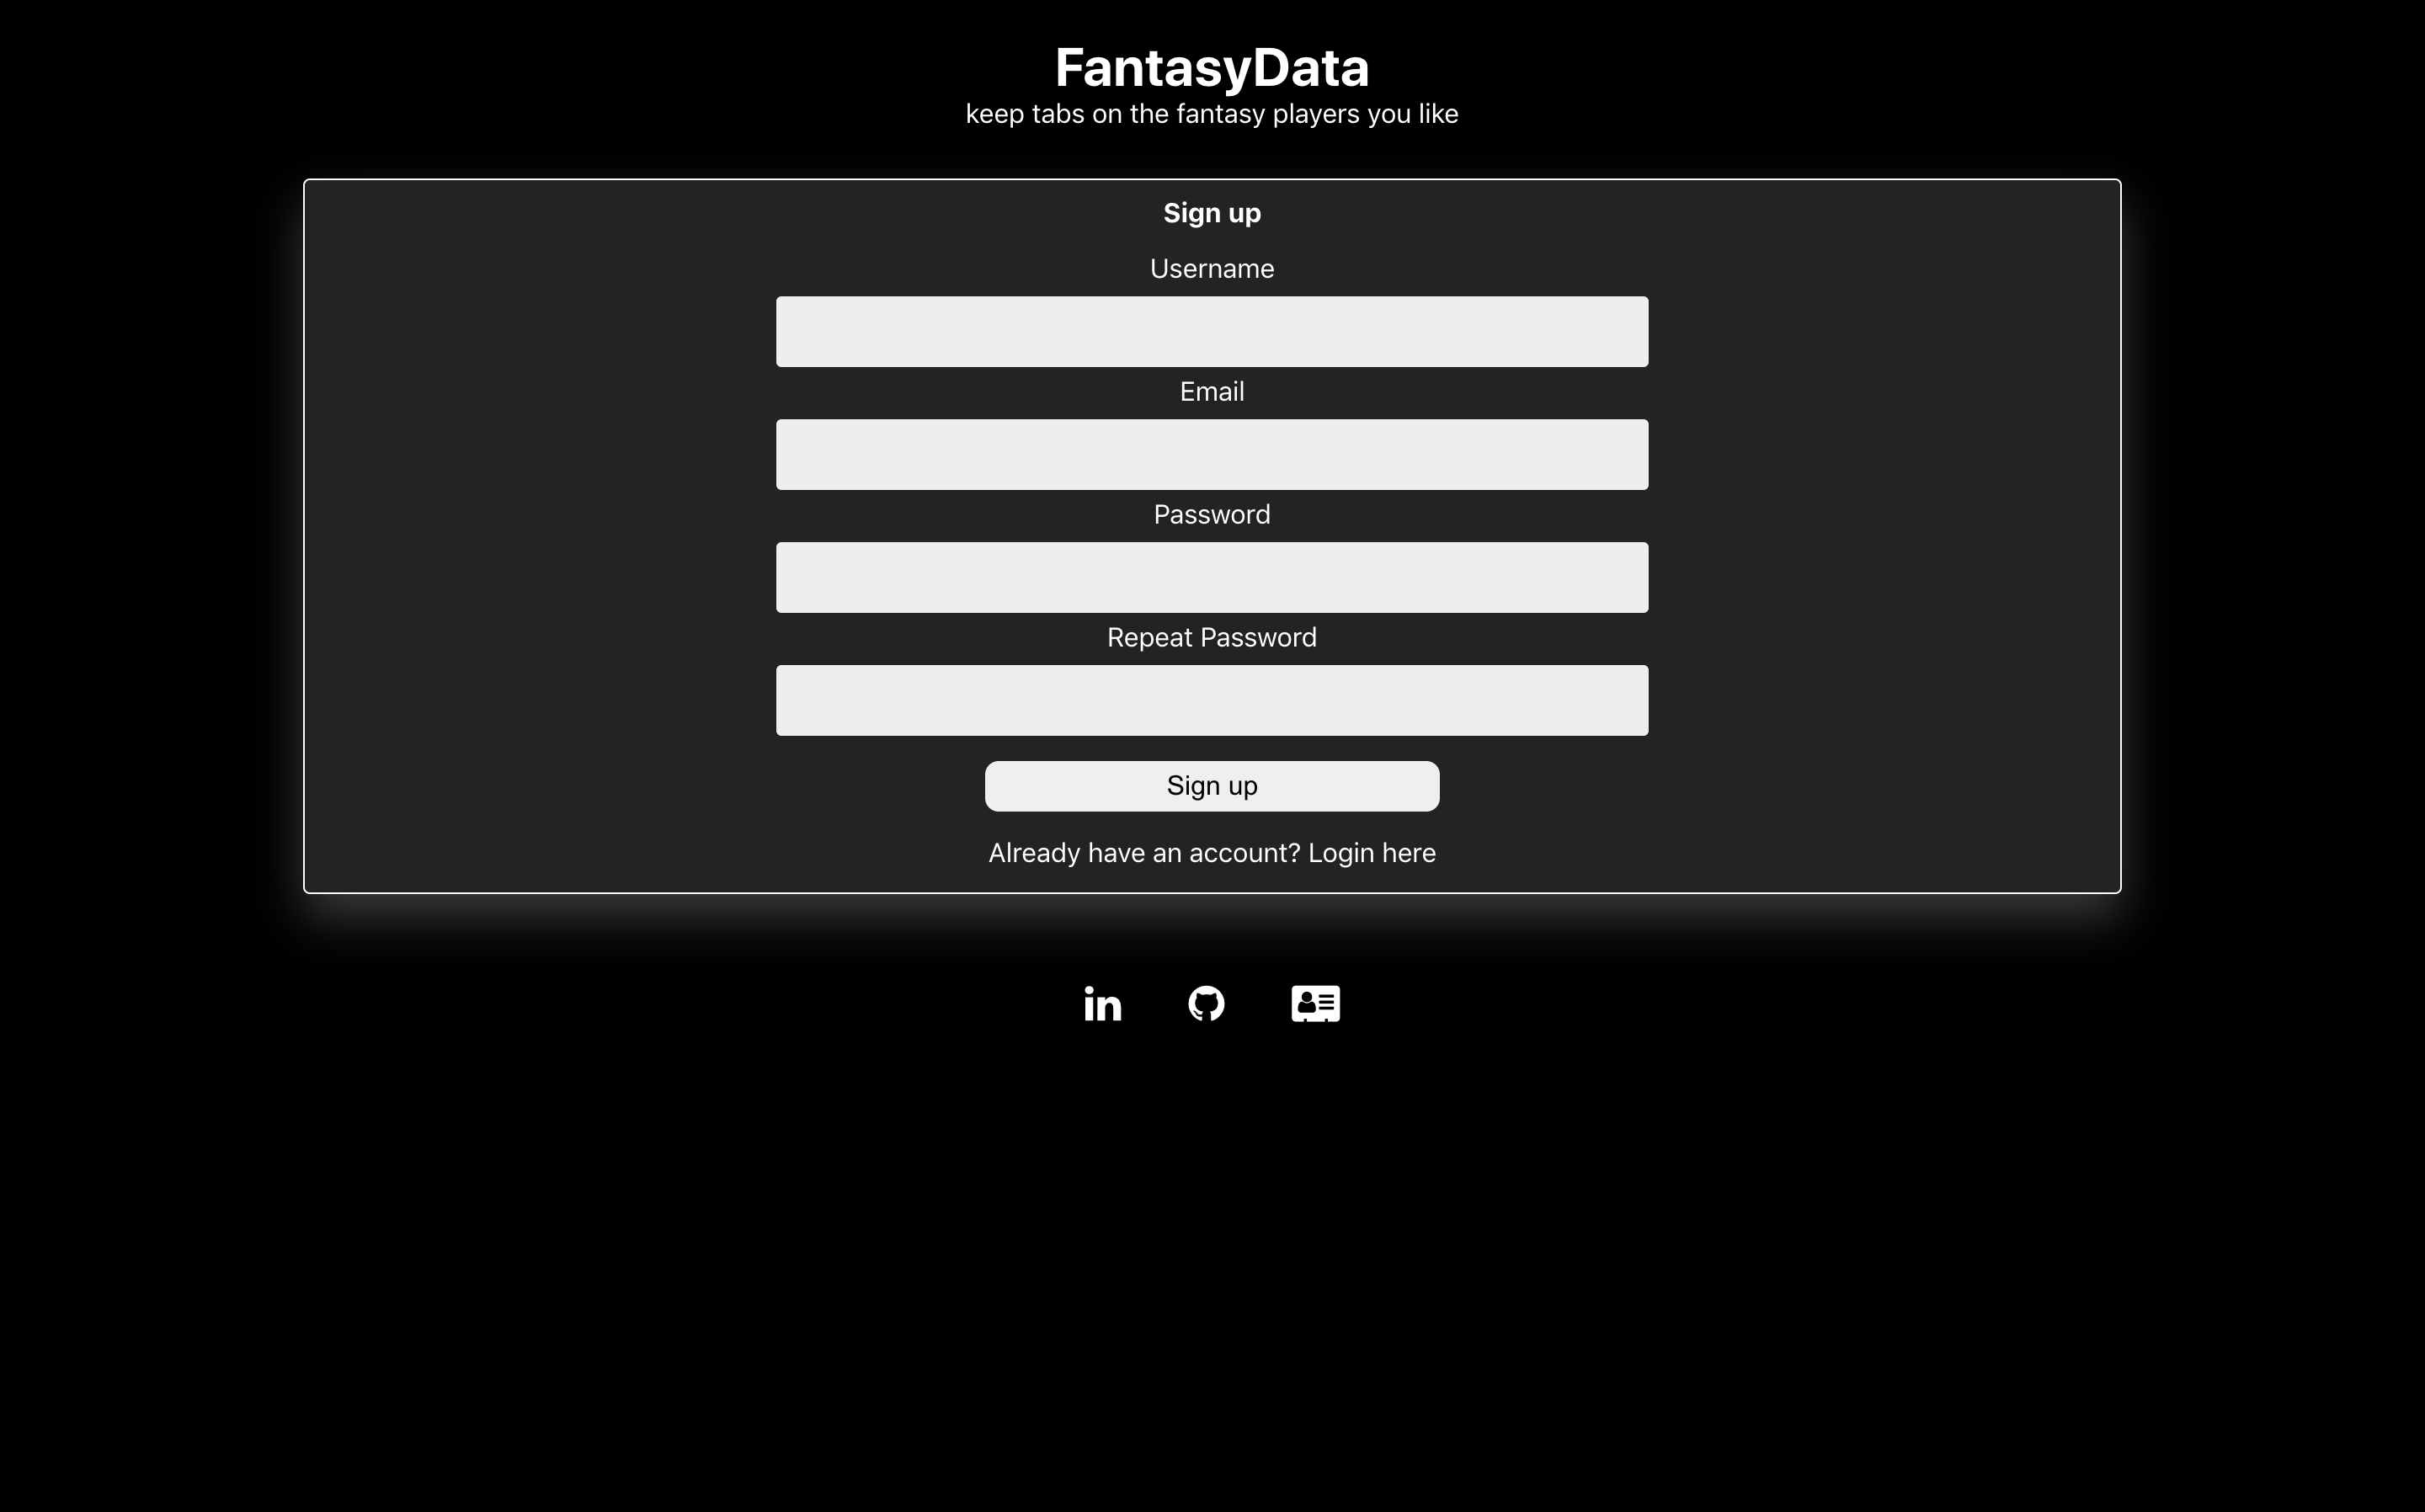 FantasyData
keep tabs on the fantasy players you like
Sign up
Username
Email
Password
Repeat Password
Sign up
Already have an account? Login here
in